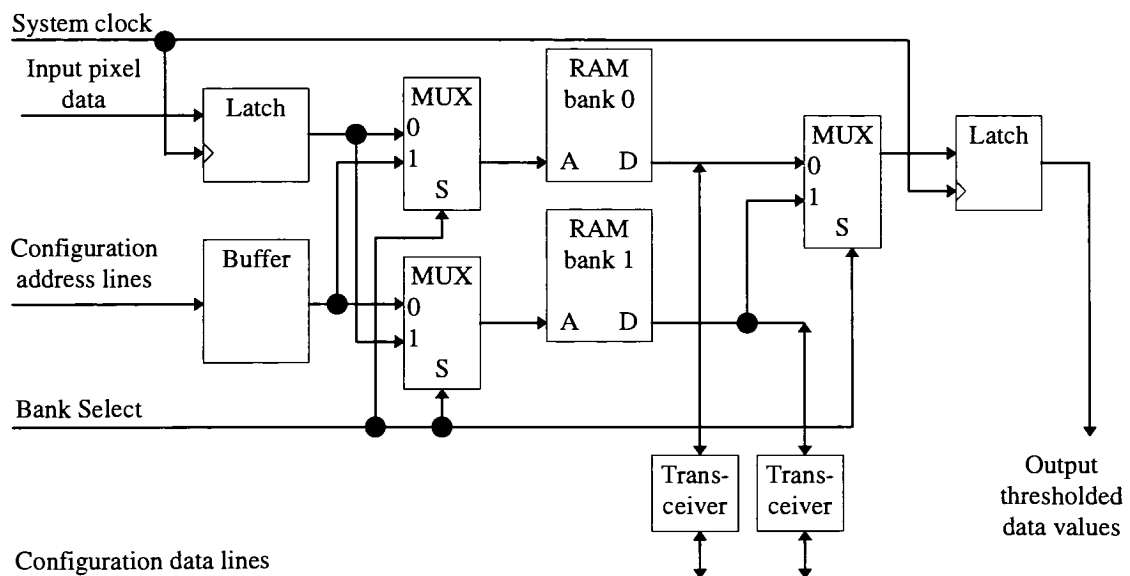 System clock
Input pixel
data
Latch
MUX
0
1
S
RAM
bank 0
A D
MUX
0
1
S
Latch
Configuration
address lines
Buffer
MUX
0
1
S
RAM
bank 1
A D
Bank Select
Trans-
ceiver
Trans-
ceiver
Output
thresholded
data values
Configuration data lines